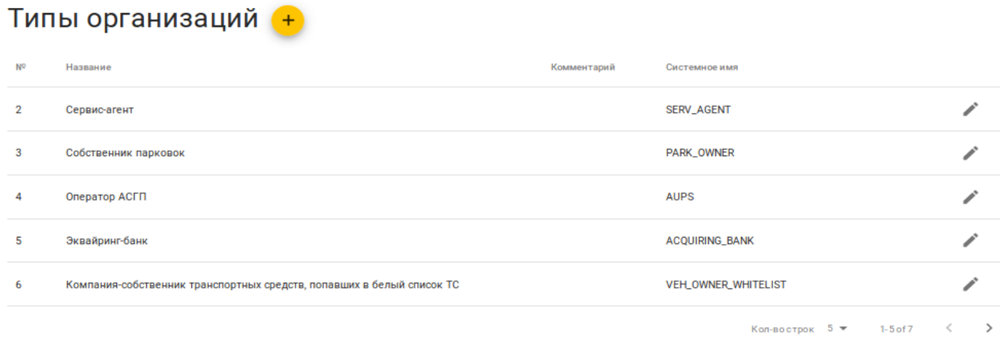 Типы организаций +
№ Название Комментарий Системное имя
2 Сервис-агент SERV_AGENT
3 Собственник парковок PARK_OWNER
4 Оператор АСГП AUPS
5 Эквайринг-банк ACQUIRING_BANK
6 Компания-собственник транспортных средств, попавших в белый список ТС VEH_OWNER_WHITELIST
Кол-во строк 5 1-5 of 7